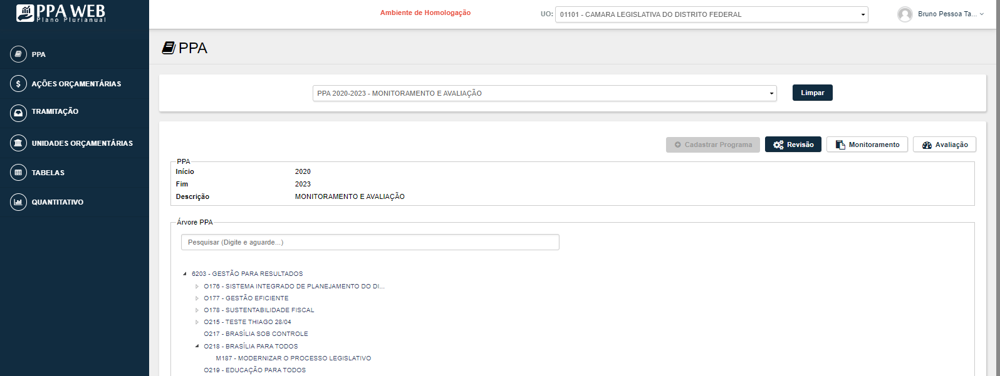 PPA WEB
Plano Plurianual
Ambiente de Homologação
UO: 01101 - CAMARA LEGISLATIVA DO DISTRITO FEDERAL
Bruno Pessoa Ta...
PPA
AÇÕES ORÇAMENTÁRIAS
TRAMITAÇÃO
UNIDADES ORÇAMENTÁRIAS
TABELAS
QUANTITATIVO
PPA
PPA 2020-2023 - MONITORAMENTO E AVALIAÇÃO
Limpar
Cadastrar Programa
Revisão
Monitoramento
Avaliação
PPA
Início 2020
Fim 2023
Descrição MONITORAMENTO E AVALIAÇÃO
Árvore PPA
Pesquisar (Digite e aguarde...)
6203 - GESTÃO PARA RESULTADOS
O176 - SISTEMA INTEGRADO DE PLANEJAMENTO DO DI...
O177 - GESTÃO EFICIENTE
O178 - SUSTENTABILIDADE FISCAL
O215 - TESTE THIAGO 28/04
O217 - BRASÍLIA SOB CONTROLE
O218 - BRASÍLIA PARA TODOS
M187 - MODERNIZAR O PROCESSO LEGISLATIVO
O219 - EDUCAÇÃO PARA TODOS